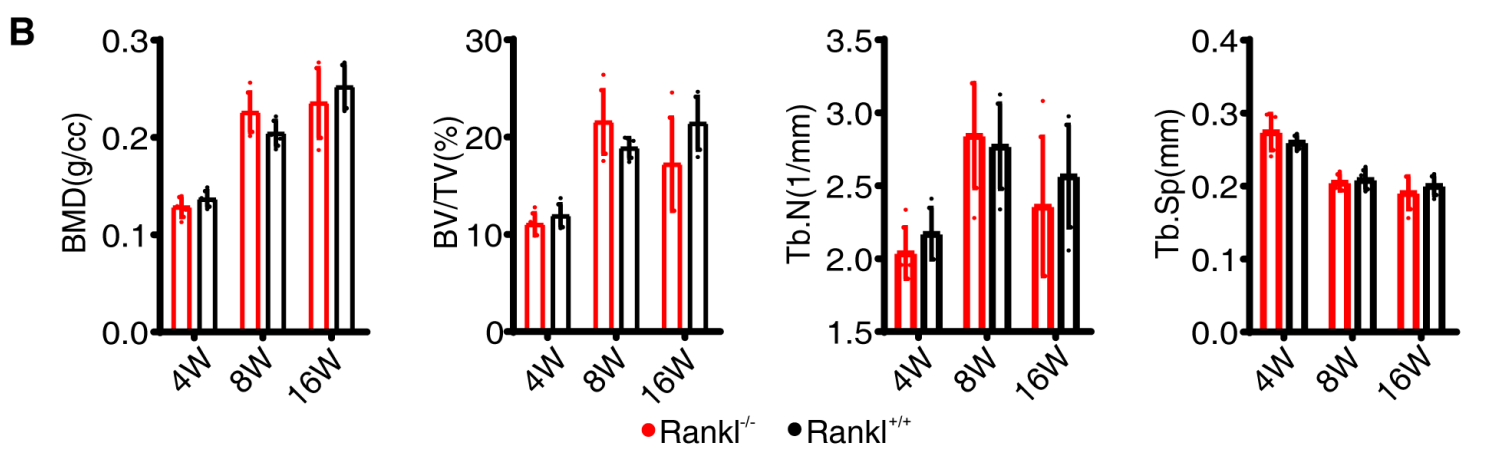 B
BMD(g/cc)
0.3
0.2
0.1
0.0
4W
8W
16W
BV/TV(%)
30
20
10
0
4W
8W
16W
Tb.N(1/mm)
3.5
3.0
2.5
2.0
1.5
4W
8W
16W
Tb.Sp(mm)
0.4
0.3
0.2
0.1
0.0
4W
8W
16W
Rankl-/- Rankl+/+